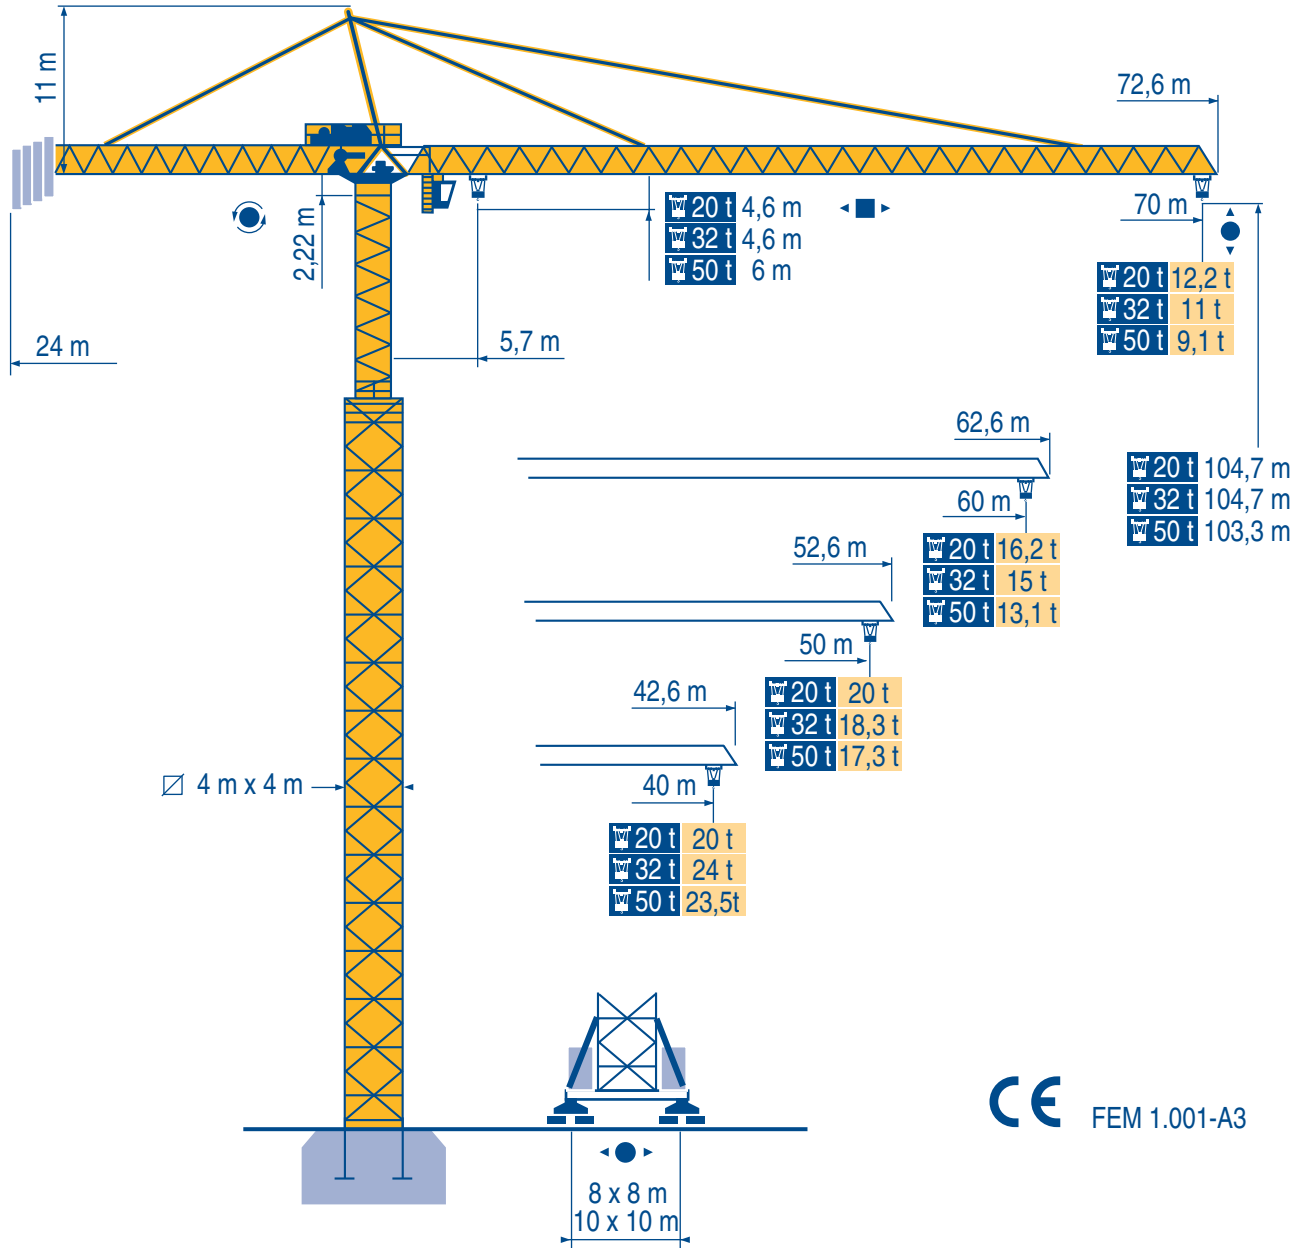 11 m
72,6 m
20 t 4,6 m
32 t 4,6 m
50 t 6 m
70 m
2,22 m
20 t 12,2 t
32 t 11 t
50 t 9,1 t
24 m
5,7 m
62,6 m
20 t 104,7 m
32 t 104,7 m
50 t 103,3 m
60 m
20 t 16,2 t
32 t 15 t
50 t 13,1 t
52,6 m
50 m
20 t 20 t
32 t 18,3 t
50 t 17,3 t
42,6 m
4 m x 4 m
40 m
20 t 20 t
32 t 24 t
50 t 23,5t
CE FEM 1.001-A3
8 x 8 m
10 x 10 m